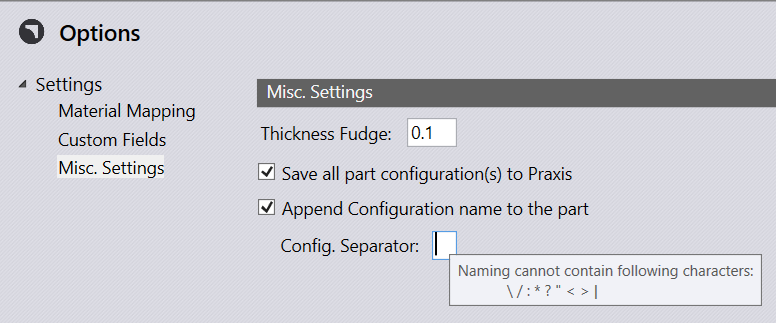 Options
Settings
Material Mapping
Custom Fields
Misc. Settings
Misc. Settings
Thickness Fudge: 0.1
Save all part configuration(s) to Praxis
Append Configuration name to the part
Config. Separator:
Naming cannot contain following characters:
\ / : * ? " < > |